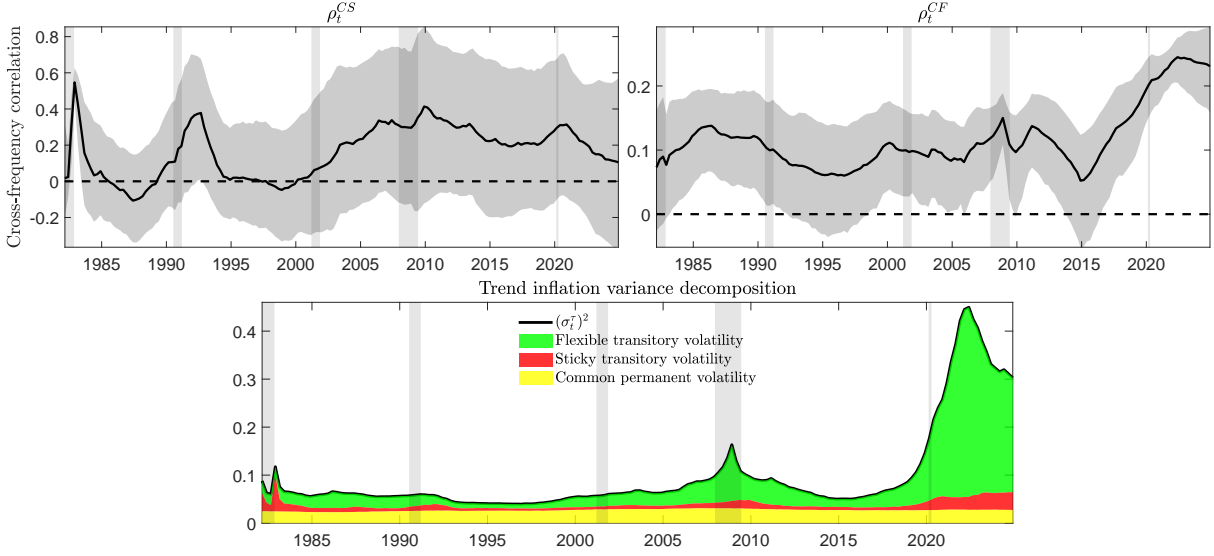 ρ_t^{CS}
Cross-frequency correlation
0.8
0.6
0.4
0.2
0
-0.2
1985 1990 1995 2000 2005 2010 2015 2020
ρ_t^{CF}
0.2
0.1
0
1985 1990 1995 2000 2005 2010 2015 2020
Trend inflation variance decomposition
(σ_t^τ)^2
Flexible transitory volatility
Sticky transitory volatility
Common permanent volatility
0.4
0.3
0.2
0.1
0
1985 1990 1995 2000 2005 2010 2015 2020